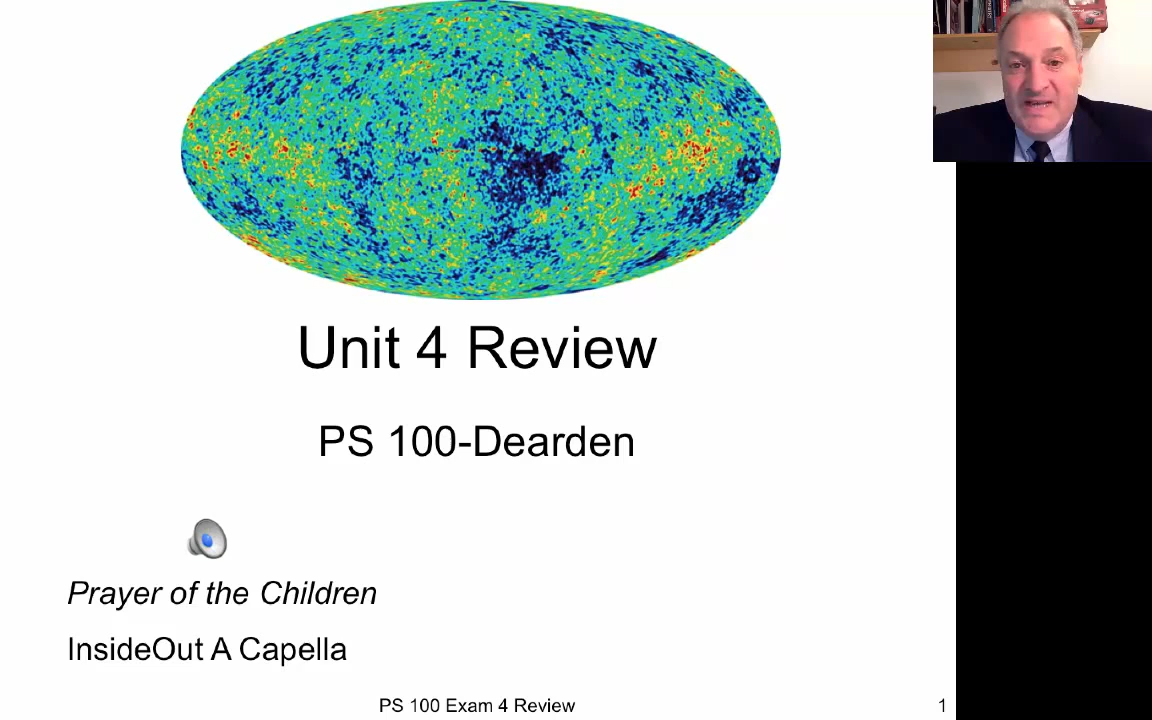 Unit 4 Review
PS 100-Dearden
Prayer of the Children
InsideOut A Capella
PS 100 Exam 4 Review
1